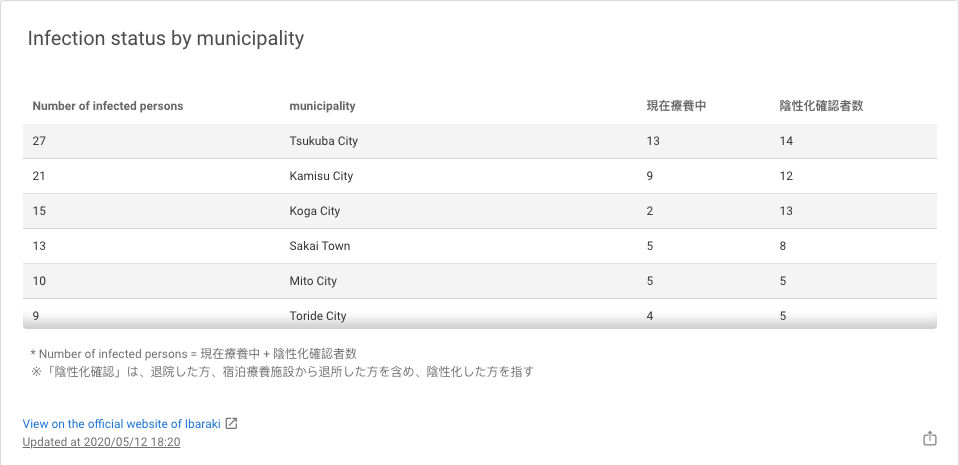 Infection status by municipality
Number of infected persons municipality 現在療養中 陰性化確認者数
27 Tsukuba City 13 14
21 Kamisu City 9 12
15 Koga City 2 13
13 Sakai Town 5 8
10 Mito City 5 5
9 Toride City 4 5
* Number of infected persons = 現在療養中 + 陰性化確認者数
※「陰性化確認」は、退院した方、宿泊療養施設から退所した方を含め、陰性化した方を指す
View on the official website of Ibaraki
Updated at 2020/05/12 18:20